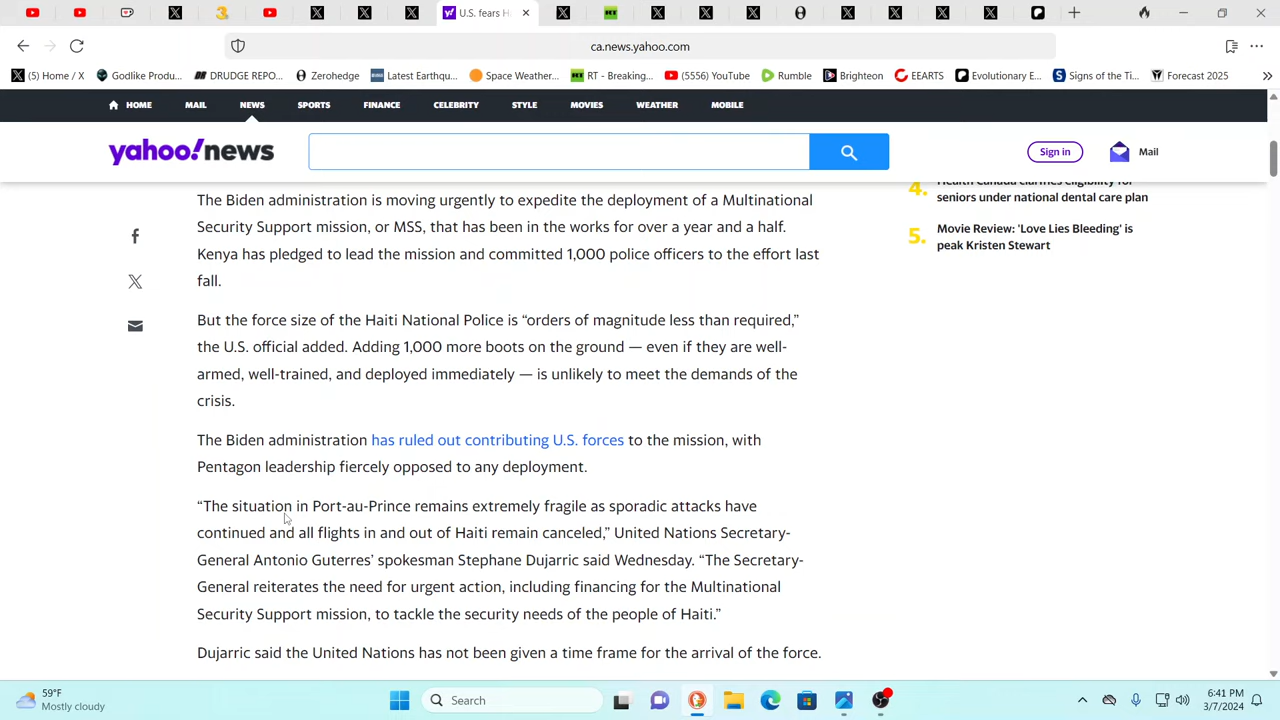 U.S. fears H
ca.news.yahoo.com
(5) Home / X
Godlike Produ...
DRUDGE REPO...
Zerohedge
Latest Earthqu...
Space Weather...
RT - Breaking...
(5556) YouTube
Rumble
Brighteon
EEARTS
Evolutionary E...
Signs of the Ti...
Forecast 2025
HOME
MAIL
NEWS
SPORTS
FINANCE
CELEBRITY
STYLE
MOVIES
WEATHER
MOBILE
yahoo!news
Sign in
Mail
The Biden administration is moving urgently to expedite the deployment of a Multinational
Security Support mission, or MSS, that has been in the works for over a year and a half.
Kenya has pledged to lead the mission and committed 1,000 police officers to the effort last
fall.
But the force size of the Haiti National Police is “orders of magnitude less than required,”
the U.S. official added. Adding 1,000 more boots on the ground — even if they are well-
armed, well-trained, and deployed immediately — is unlikely to meet the demands of the
crisis.
The Biden administration has ruled out contributing U.S. forces to the mission, with
Pentagon leadership fiercely opposed to any deployment.
“The situation in Port-au-Prince remains extremely fragile as sporadic attacks have
continued and all flights in and out of Haiti remain canceled,” United Nations Secretary-
General Antonio Guterres’ spokesman Stephane Dujarric said Wednesday. “The Secretary-
General reiterates the need for urgent action, including financing for the Multinational
Security Support mission, to tackle the security needs of the people of Haiti.”
Dujarric said the United Nations has not been given a time frame for the arrival of the force.
4. Health Canada clarifies eligibility for
seniors under national dental care plan
5. Movie Review: 'Love Lies Bleeding' is
peak Kristen Stewart
59°F
Mostly cloudy
Search
6:41 PM
3/7/2024